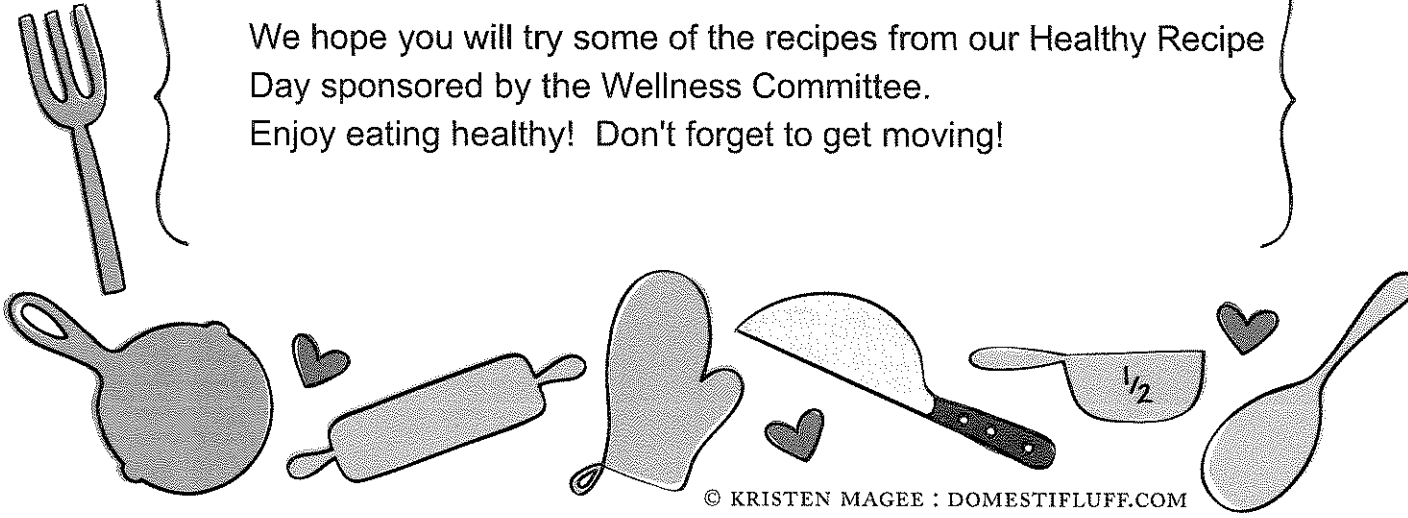 We hope you will try some of the recipes from our Healthy Recipe
Day sponsored by the Wellness Committee.
Enjoy eating healthy!  Don't forget to get moving!
1/2
© KRISTEN MAGEE : DOMESTIFLUFF.COM